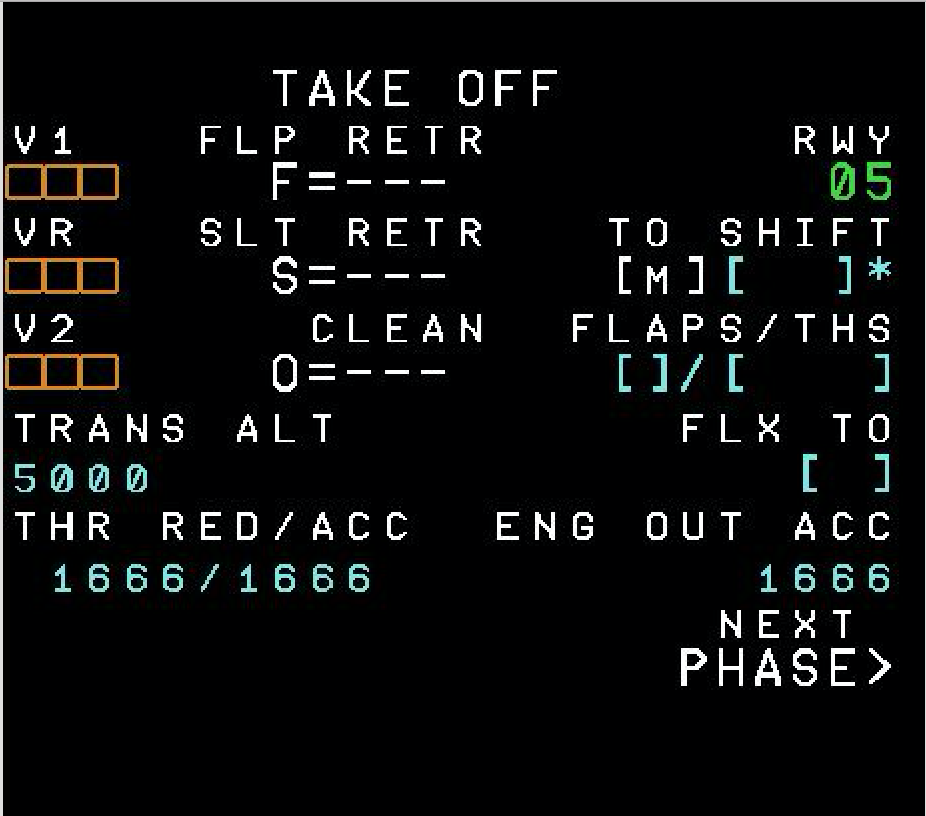 TAKE OFF
V1 FLP RETR RWY
□□□ F=--- 05
VR SLT RETR TO SHIFT
□□□ S=--- [M][ ]*
V2 CLEAN FLAPS/THS
□□□ O=--- [ ]/[ ]
TRANS ALT FLX TO
5000 [ ]
THR RED/ACC ENG OUT ACC
1666/1666 1666
NEXT
PHASE>